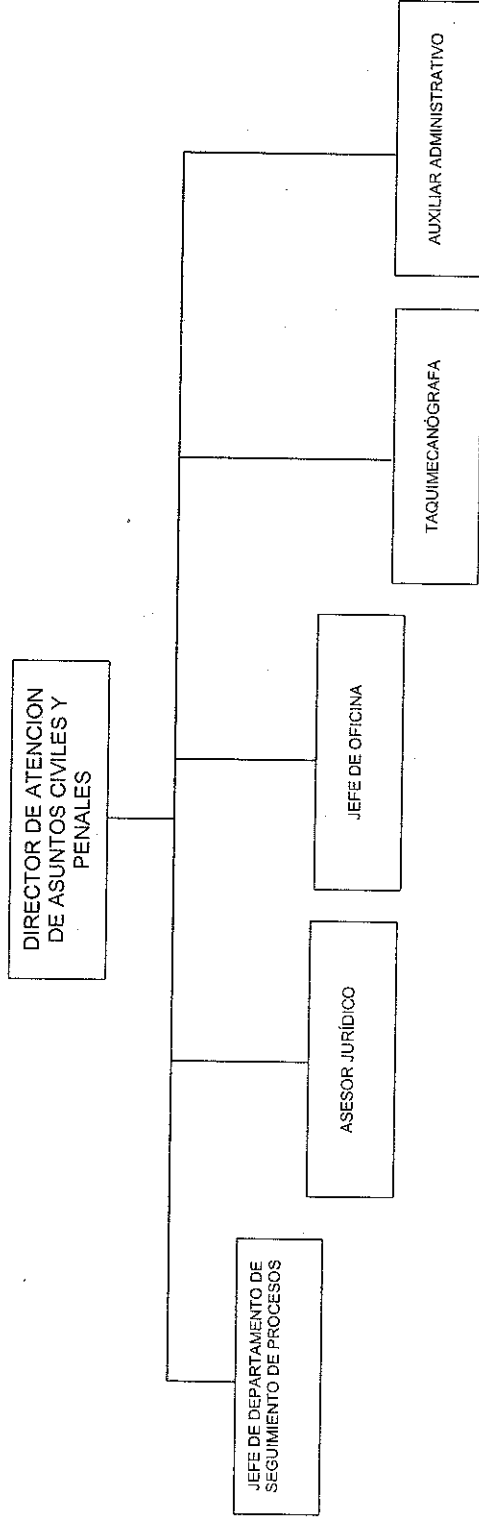 DIRECTOR DE ATENCION
DE ASUNTOS CIVILES Y
PENALES
JEFE DE DEPARTAMENTO DE
SEGUIMIENTO DE PROCESOS
ASESOR JURÍDICO
JEFE DE OFICINA
TAQUIMECANÓGRAFA
AUXILIAR ADMINISTRATIVO